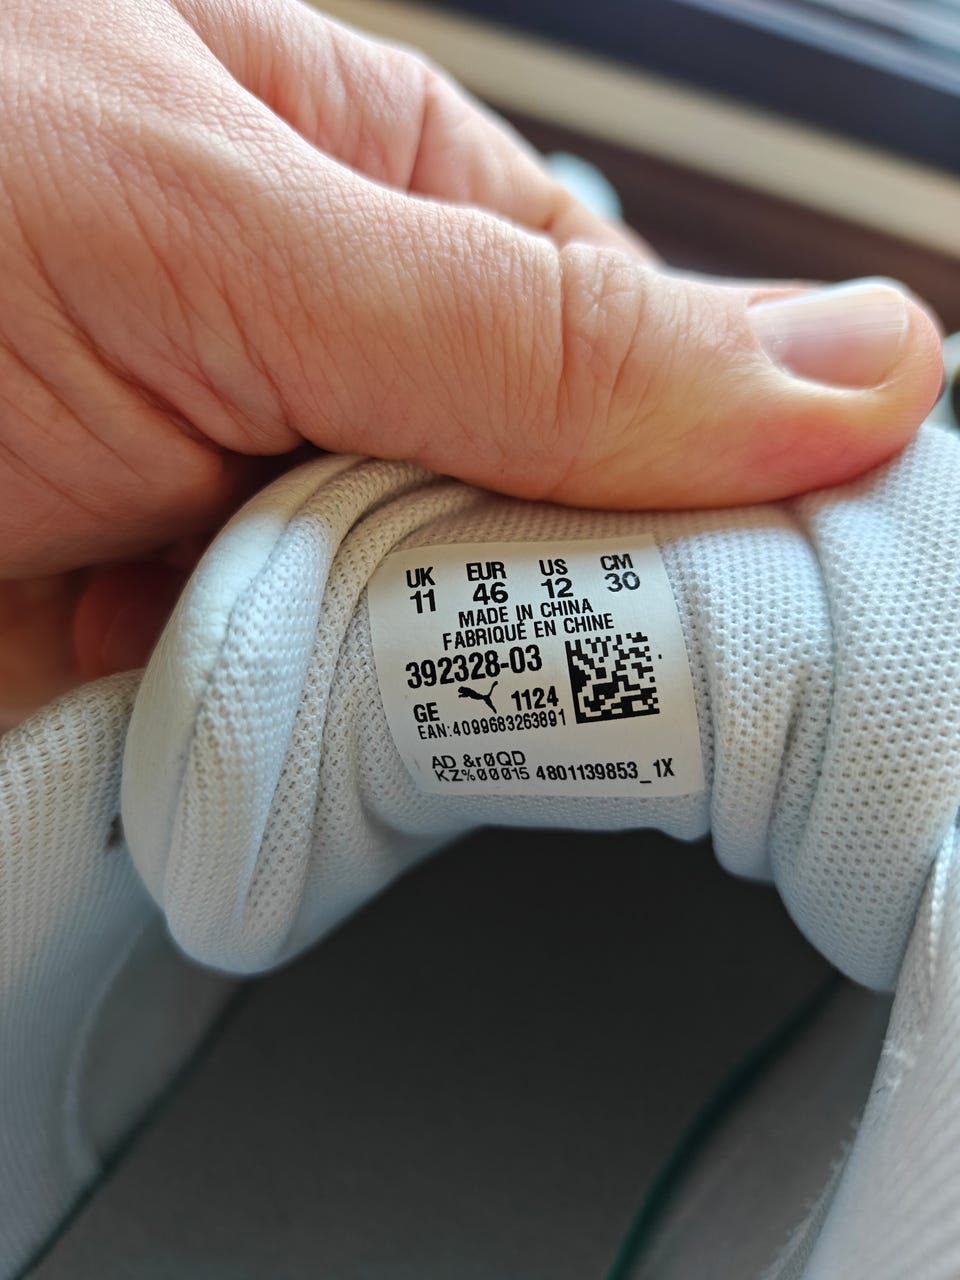 UK EUR US CM
11 46 12 30
MADE IN CHINA
FABRIQUÉ EN CHINE
392328-03
GE 1124
EAN:4099683263891
AD &rØQD
KZ%00015 4801139853_1X